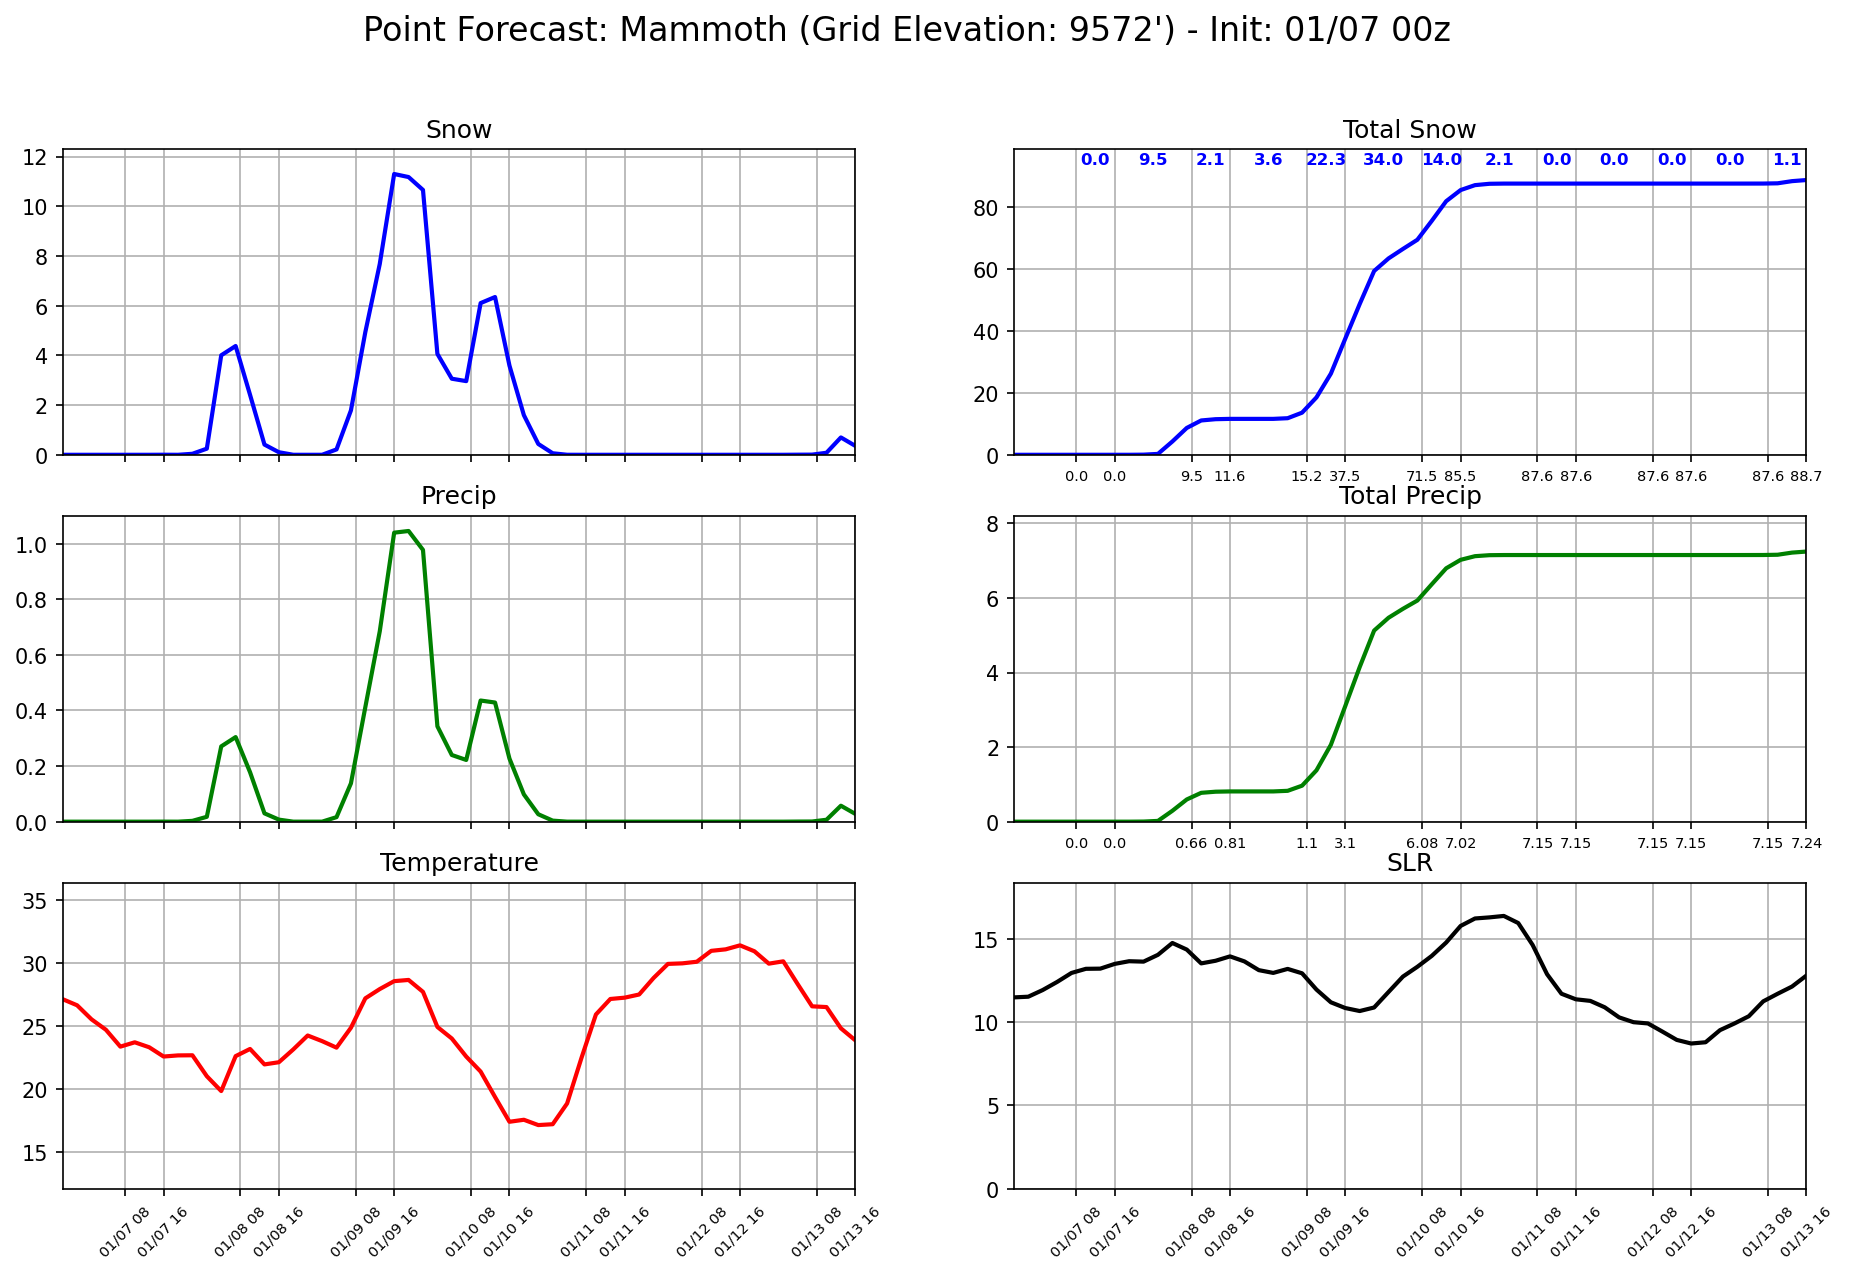 Point Forecast: Mammoth (Grid Elevation: 9572') - Init: 01/07 00z
Snow
12
10
8
6
4
2
0
Total Snow
0.0 9.5 2.1 3.6 22.3 34.0 14.0 2.1 0.0 0.0 0.0 0.0 1.1
80
60
40
20
0
0.0 0.0 9.5 11.6 15.2 37.5 71.5 85.5 87.6 87.6 87.6 87.6 87.6 88.7
Precip
1.0
0.8
0.6
0.4
0.2
0.0
Total Precip
8
6
4
2
0
0.0 0.0 0.66 0.81 1.1 3.1 6.08 7.02 7.15 7.15 7.15 7.15 7.15 7.24
Temperature
35
30
25
20
15
01/07 08 01/07 16 01/08 08 01/08 16 01/09 08 01/09 16 01/10 08 01/10 16 01/11 08 01/11 16 01/12 08 01/12 16 01/13 08 01/13 16
SLR
15
10
5
0
01/07 08 01/07 16 01/08 08 01/08 16 01/09 08 01/09 16 01/10 08 01/10 16 01/11 08 01/11 16 01/12 08 01/12 16 01/13 08 01/13 16